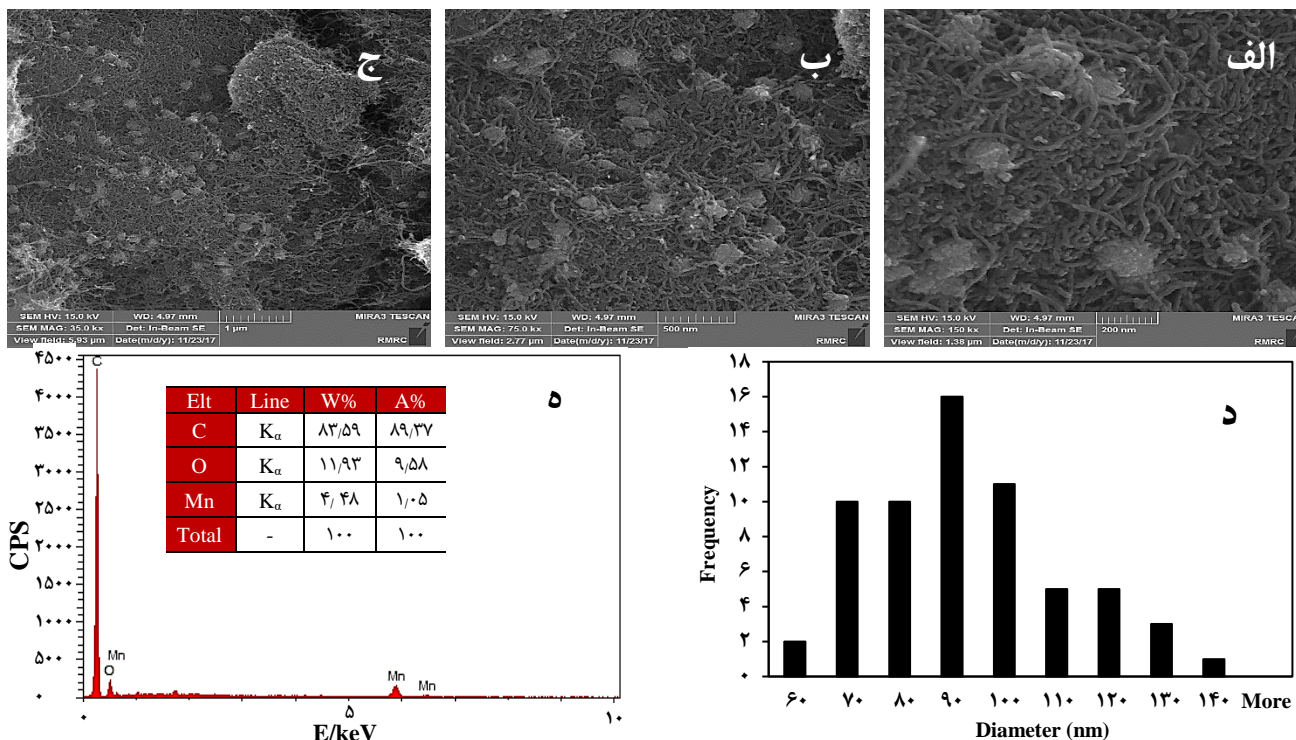 ج
SEM HV: 15.0 kV WD: 4.97 mm MIRA3 TESCAN
SEM MAG: 35.0 kx Det: In-Beam SE 1 µm
View field: 5.93 µm Date(m/d/y): 11/23/17 RMRC
ب
SEM HV: 15.0 kV WD: 4.97 mm MIRA3 TESCAN
SEM MAG: 75.0 kx Det: In-Beam SE 500 nm
View field: 2.77 µm Date(m/d/y): 11/23/17 RMRC
الف
SEM HV: 15.0 kV WD: 4.97 mm MIRA3 TESCAN
SEM MAG: 150 kx Det: In-Beam SE 200 nm
View field: 1.38 µm Date(m/d/y): 11/23/17 RMRC
ه
CPS
۴۵۰۰
۴۰۰۰
۳۵۰۰
۳۰۰۰
۲۵۰۰
۲۰۰۰
۱۵۰۰
۱۰۰۰
۵۰۰
۰
C
Mn
O
Mn
Mn
Elt Line W% A%
C Kα ۸۳/۵۹ ۸۹/۳۷
O Kα ۱۱/۹۳ ۹/۵۸
Mn Kα ۴/ ۴۸ ۱/۰۵
Total - ۱۰۰ ۱۰۰
۰ ۵ ۱۰
E/keV
د
Frequency
۱۸
۱۶
۱۴
۱۲
۱۰
۸
۶
۴
۲
۰
۶۰ ۷۰ ۸۰ ۹۰ ۱۰۰ ۱۱۰ ۱۲۰ ۱۳۰ ۱۴۰ More
Diameter (nm)